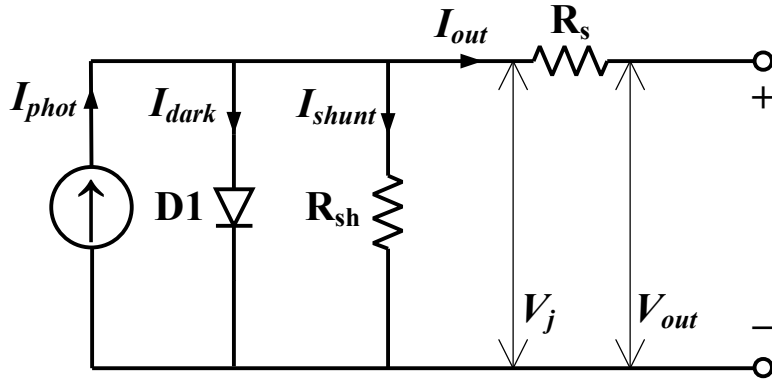 I_out R_s
I_phot I_dark I_shunt +
D1 R_sh
V_j V_out −